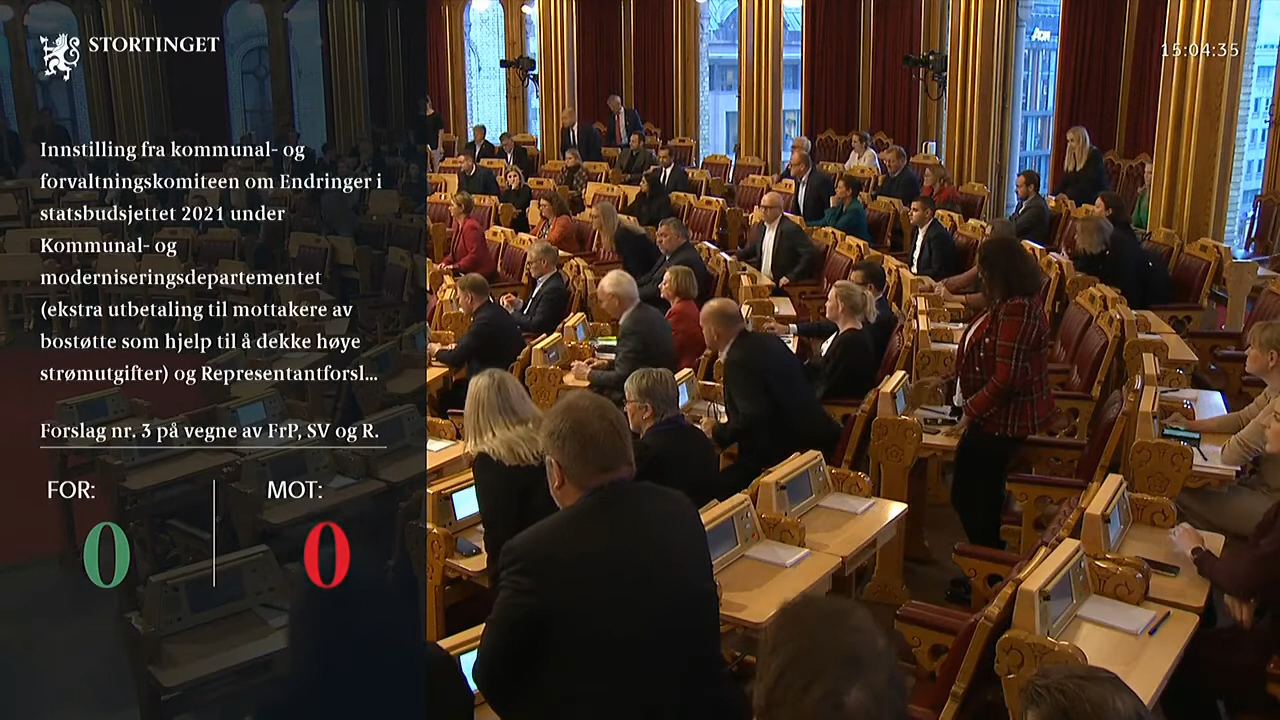 STORTINGET
15:04:35
Innstilling fra kommunal- og
forvaltningskomiteen om Endringer i
statsbudsjettet 2021 under
Kommunal- og
moderniseringsdepartementet
(ekstra utbetaling til mottakere av
bostøtte som hjelp til å dekke høye
strømutgifter) og Representantforsl...
Forslag nr. 3 på vegne av FrP, SV og R.
FOR: MOT:
0 0